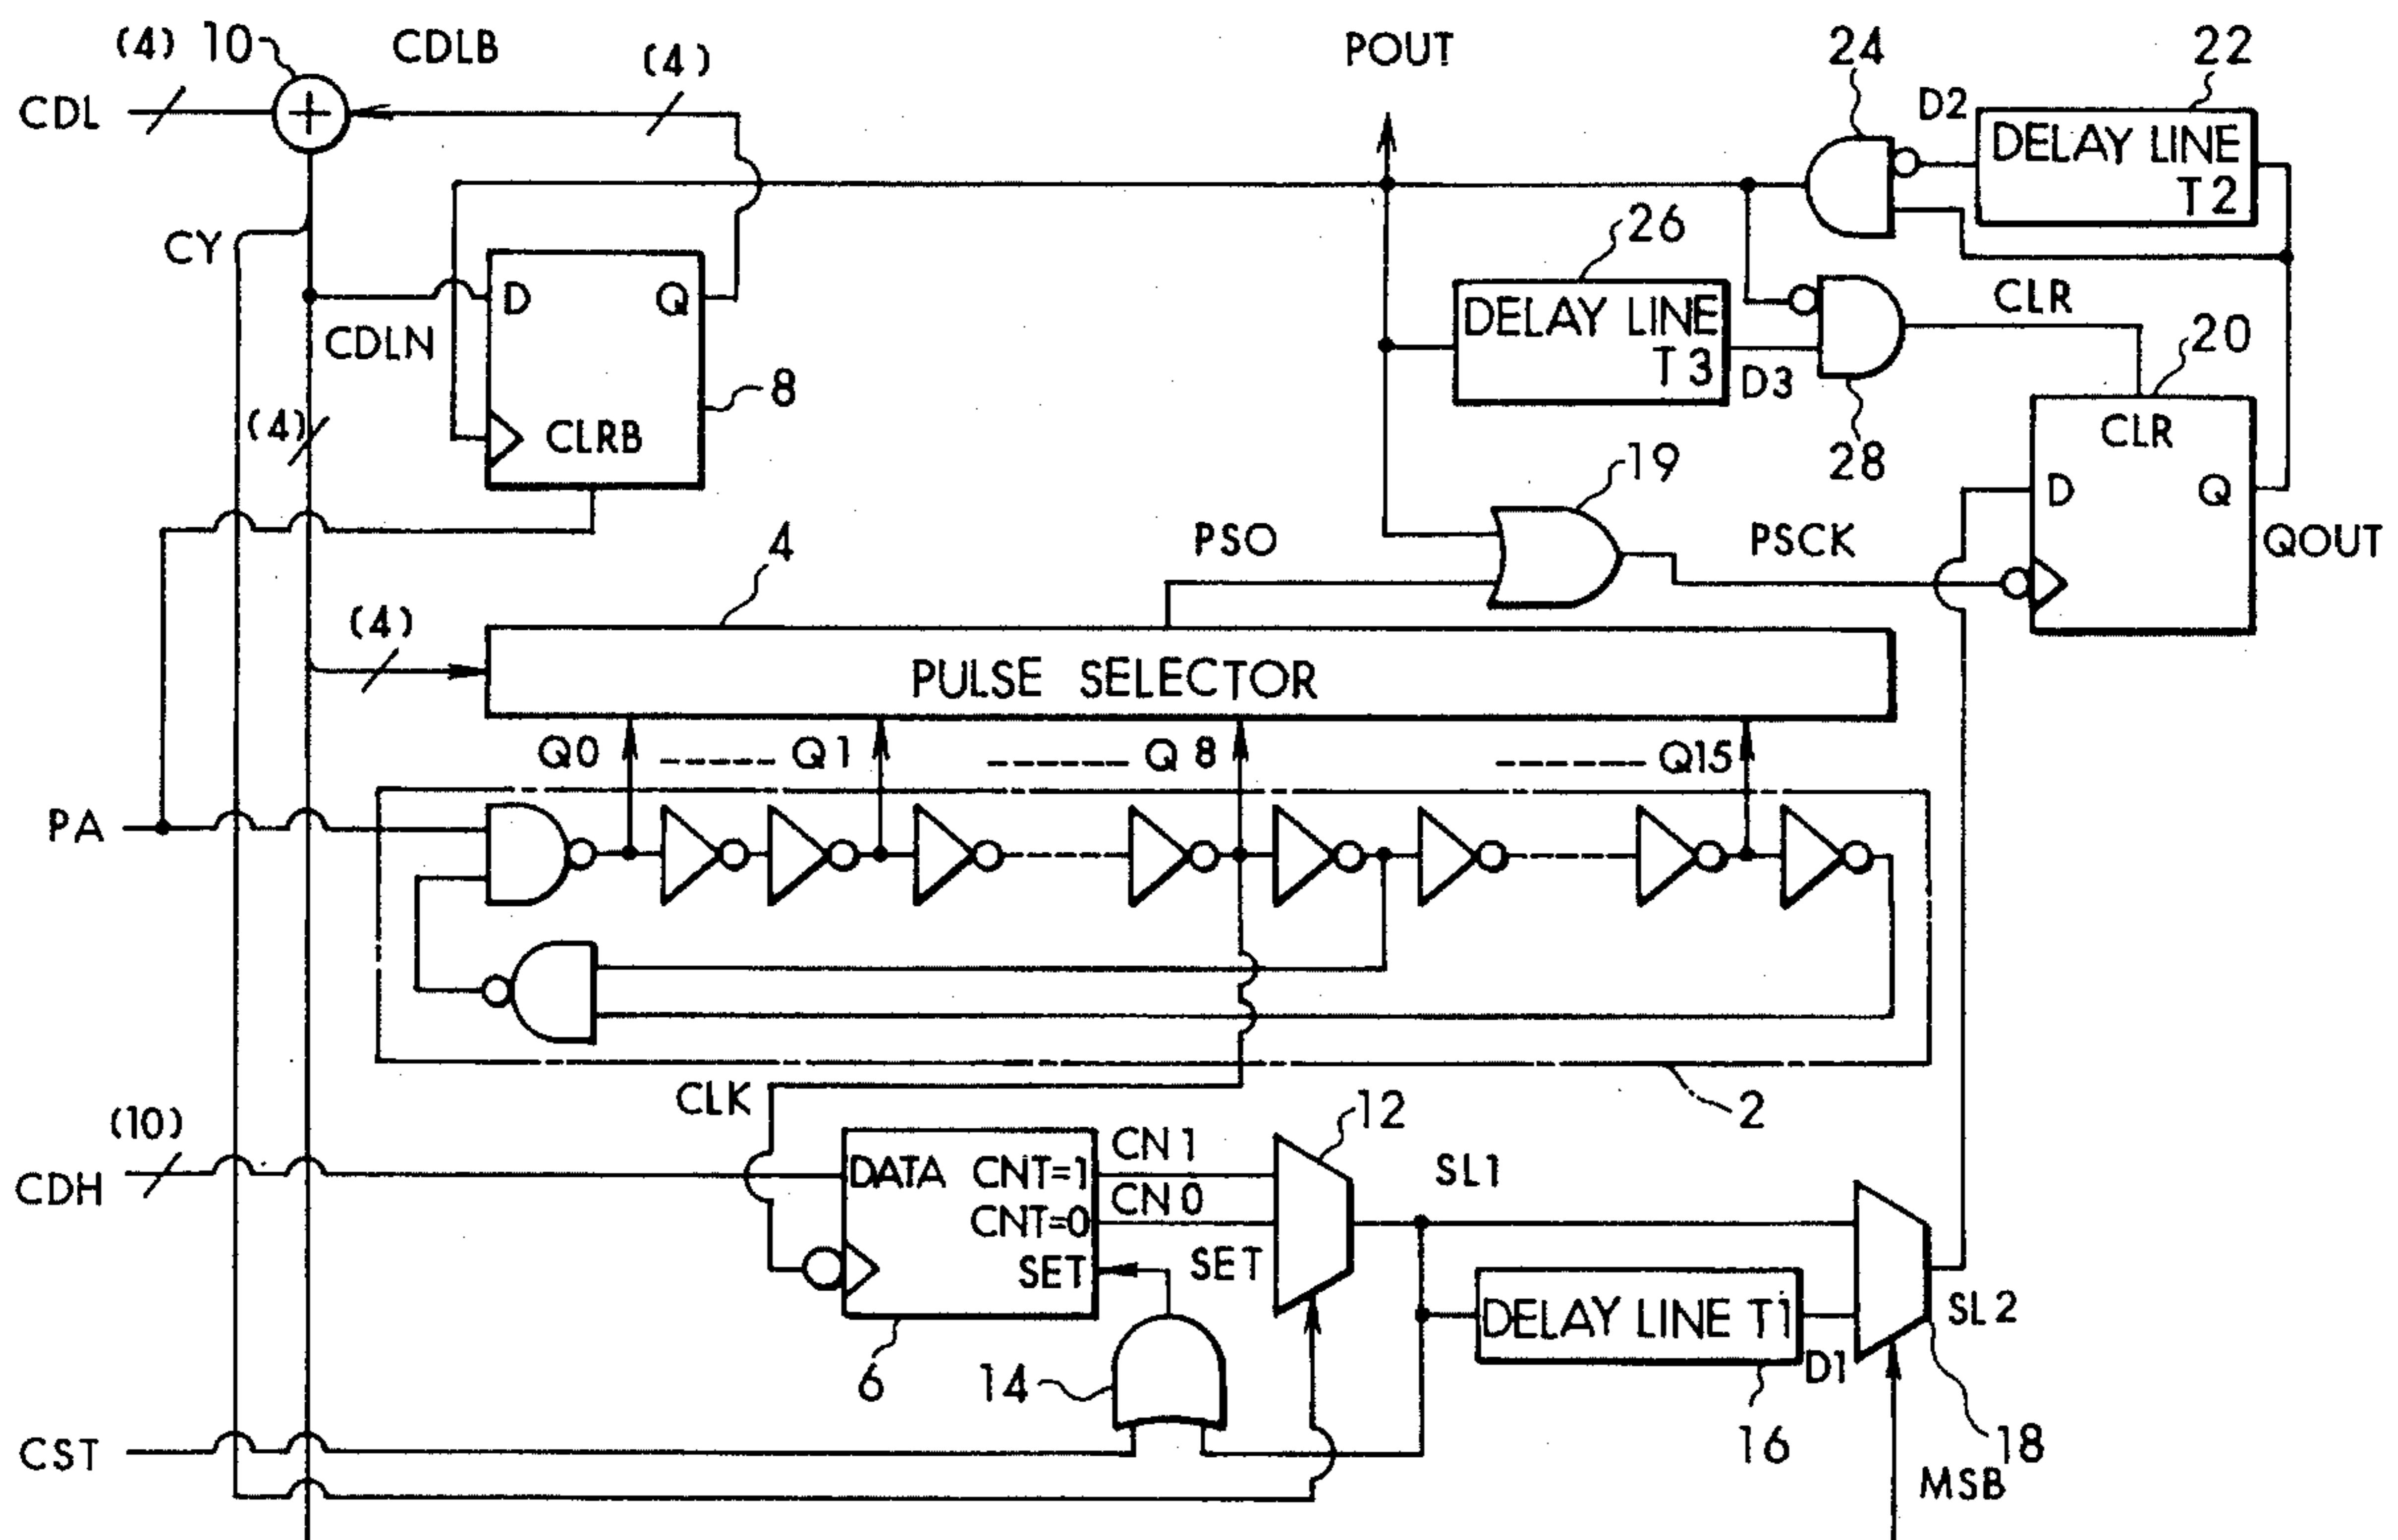 (4) 10 CDLB (4) POUT 24 22
CDL + D2 DELAY LINE
T2
CY 26
D Q DELAY LINE CLR
CDLN T3 D3 20
8
(4) CLRB 28 CLR
19 D Q
4 PSO PSCK QOUT
(4)
PULSE SELECTOR
Q0 Q1 Q8 Q15
PA
CLK 2
(10) 12
CDH DATA CNT=1 CN1 SL1
CNT=0 CN0
SET SET
DELAY LINE T1 SL2
6 14 D1
16 18
CST MSB